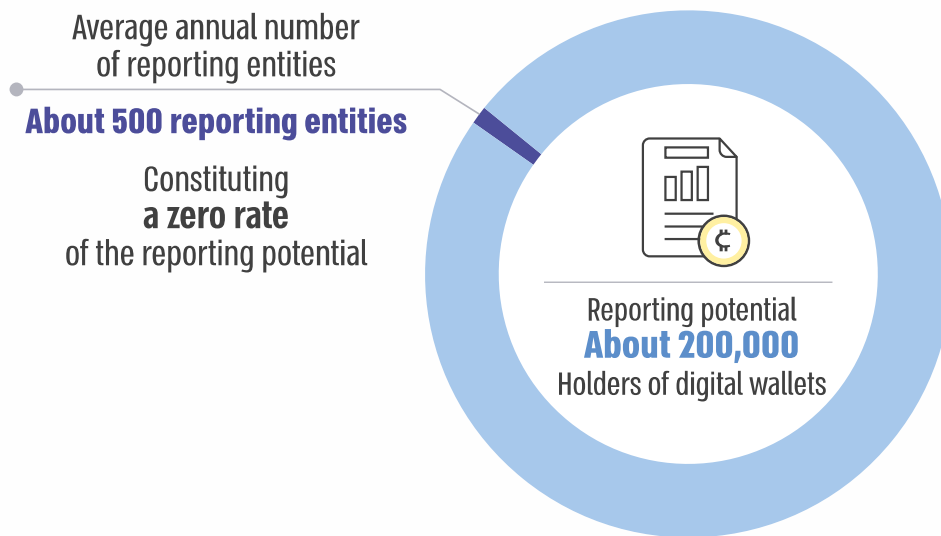 Average annual number
of reporting entities
About 500 reporting entities
Constituting
a zero rate
of the reporting potential
Reporting potential
About 200,000
Holders of digital wallets